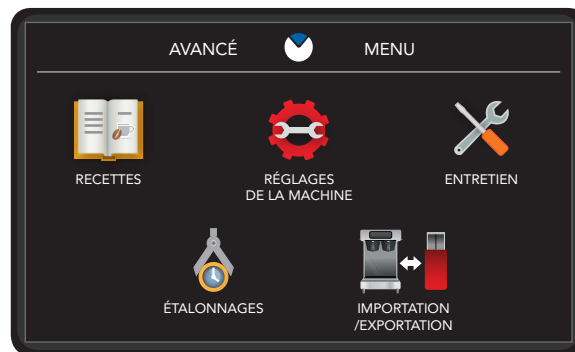 AVANCÉ MENU
RECETTES
RÉGLAGES
DE LA MACHINE
ENTRETIEN
ÉTALONNAGES
IMPORTATION
/EXPORTATION